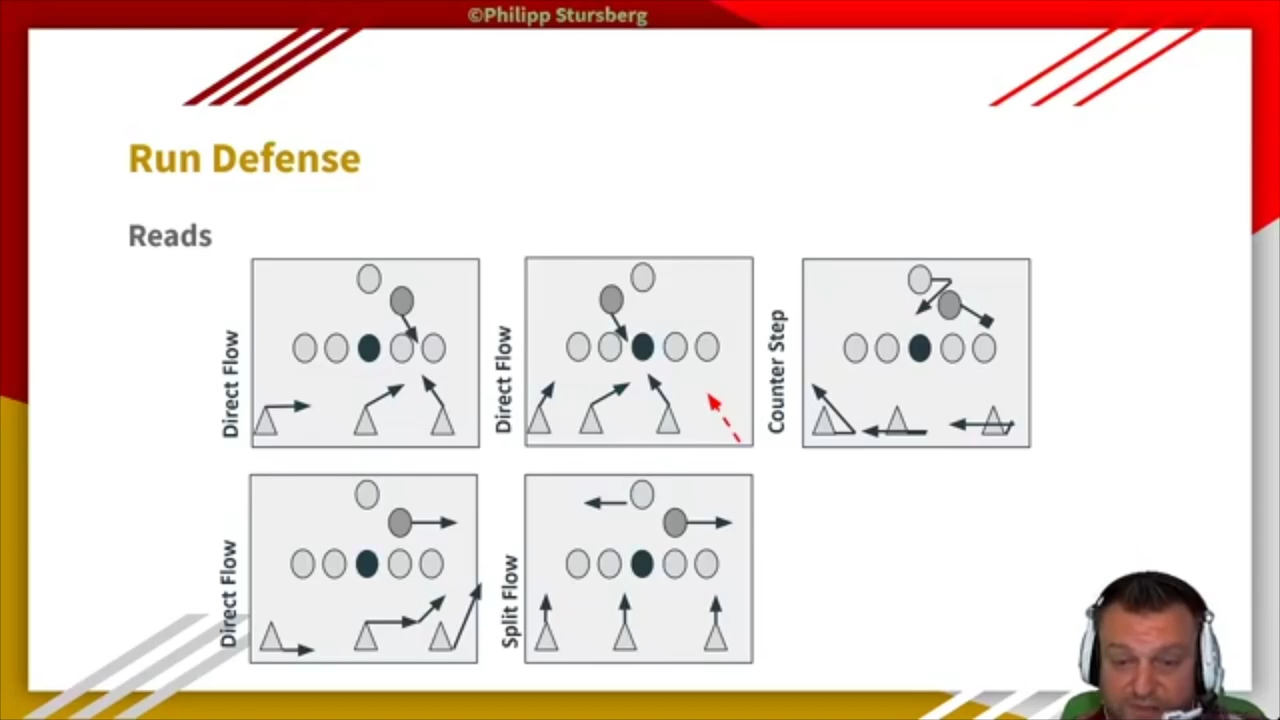 ©Philipp Stursberg
Run Defense
Reads
Direct Flow
Direct Flow
Counter Step
Direct Flow
Split Flow